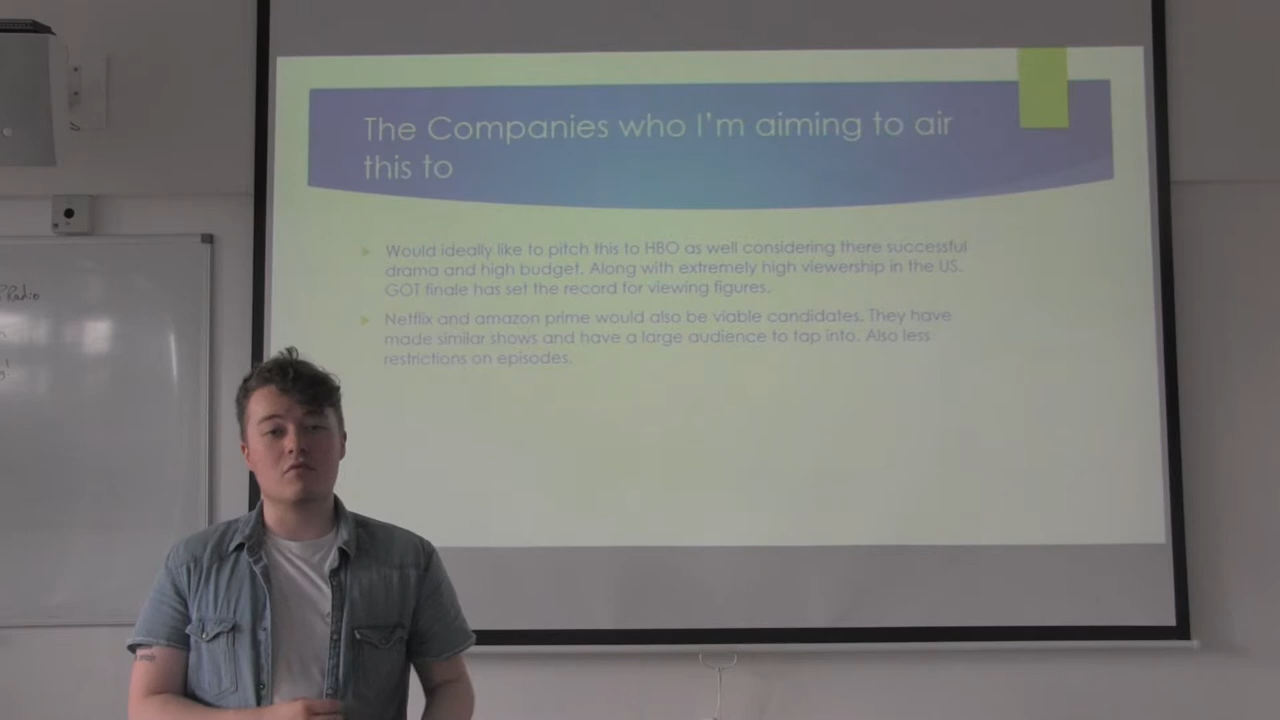 The Companies who I'm aiming to air
this to
Would ideally like to pitch this to HBO as well considering there successful
drama and high budget. Along with extremely high viewership in the US.
GOT finale has set the record for viewing figures.
Netflix and amazon prime would also be viable candidates. They have
made similar shows and have a large audience to tap into. Also less
restrictions on episodes.
Radio